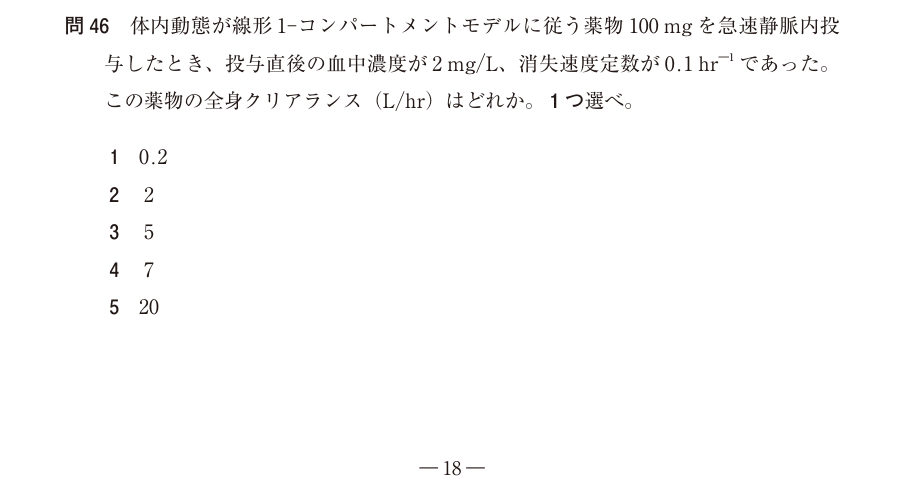 問 46 体内動態が線形 1-コンパートメントモデルに従う薬物 100 mg を急速静脈内投
与したとき、投与直後の血中濃度が 2 mg/L、消失速度定数が 0.1 hr⁻¹ であった。
この薬物の全身クリアランス（L/hr）はどれか。1つ選べ。
1 0.2
2 2
3 5
4 7
5 20
— 18 —